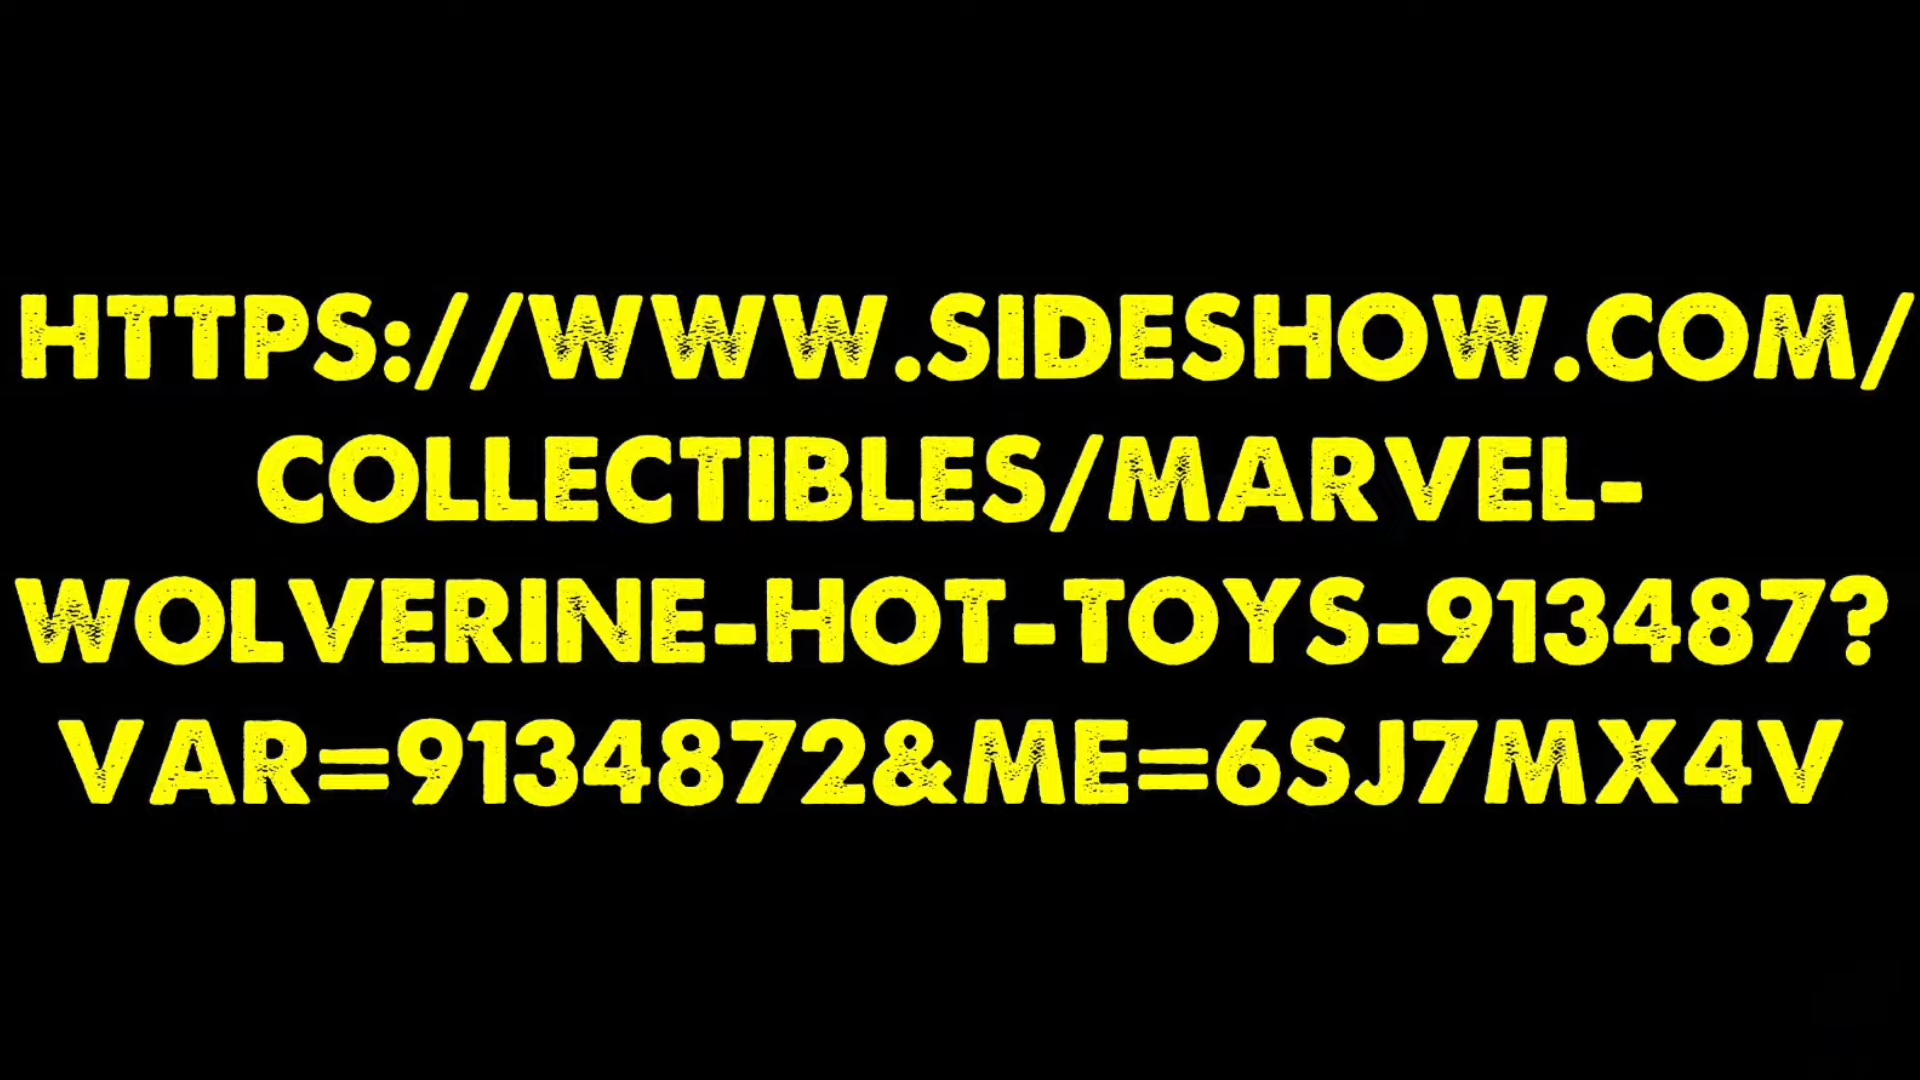 HTTPS://WWW.SIDESHOW.COM/
COLLECTIBLES/MARVEL-
WOLVERINE-HOT-TOYS-913487?
VAR=9134872&ME=6SJ7MX4V